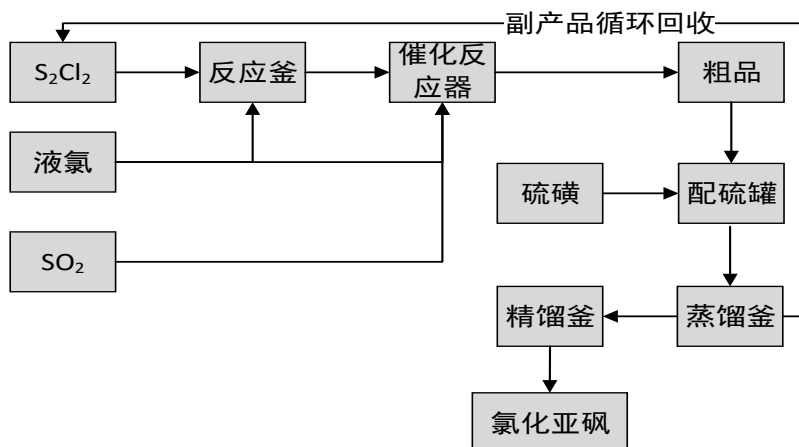 副产品循环回收
S₂Cl₂
反应釜
催化反
应器
粗品
液氯
硫磺
配硫罐
SO₂
精馏釜
蒸馏釜
氯化亚砜